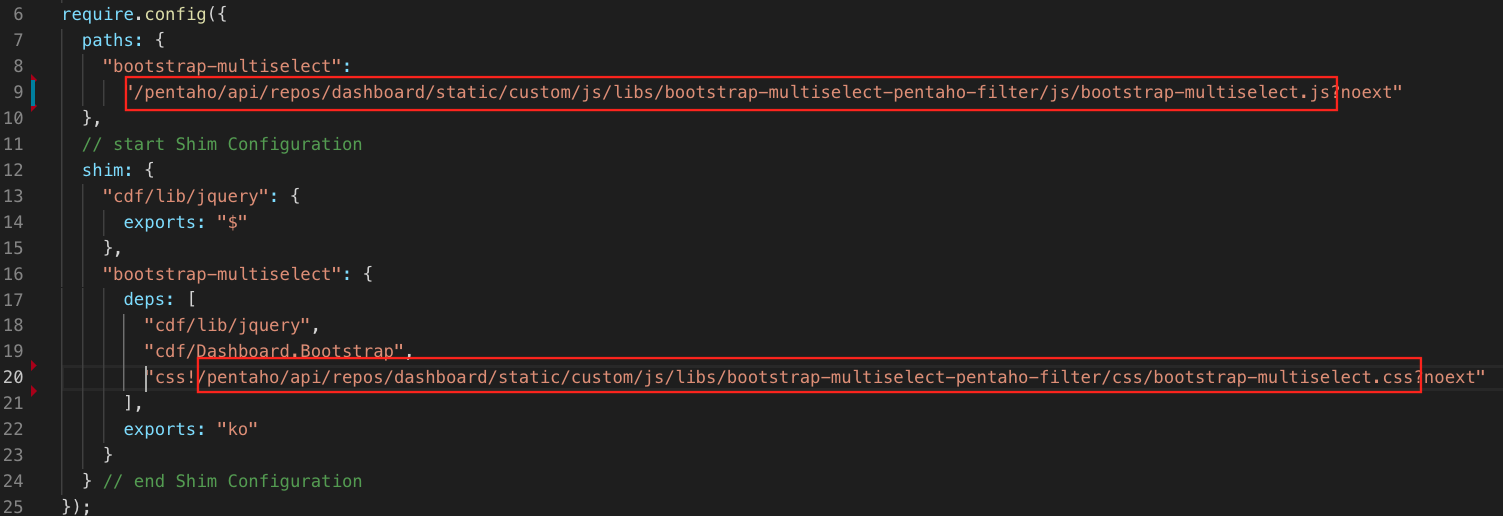 6 require.config({
7 paths: {
8 "bootstrap-multiselect":
9 "/pentaho/api/repos/dashboard/static/custom/js/libs/bootstrap-multiselect-pentaho-filter/js/bootstrap-multiselect.js?noext"
10 },
11 // start Shim Configuration
12 shim: {
13 "cdf/lib/jquery": {
14 exports: "$"
15 },
16 "bootstrap-multiselect": {
17 deps: [
18 "cdf/lib/jquery",
19 "cdf/Dashboard.Bootstrap",
20 "css!/pentaho/api/repos/dashboard/static/custom/js/libs/bootstrap-multiselect-pentaho-filter/css/bootstrap-multiselect.css?noext"
21 ],
22 exports: "ko"
23 }
24 } // end Shim Configuration
25 });